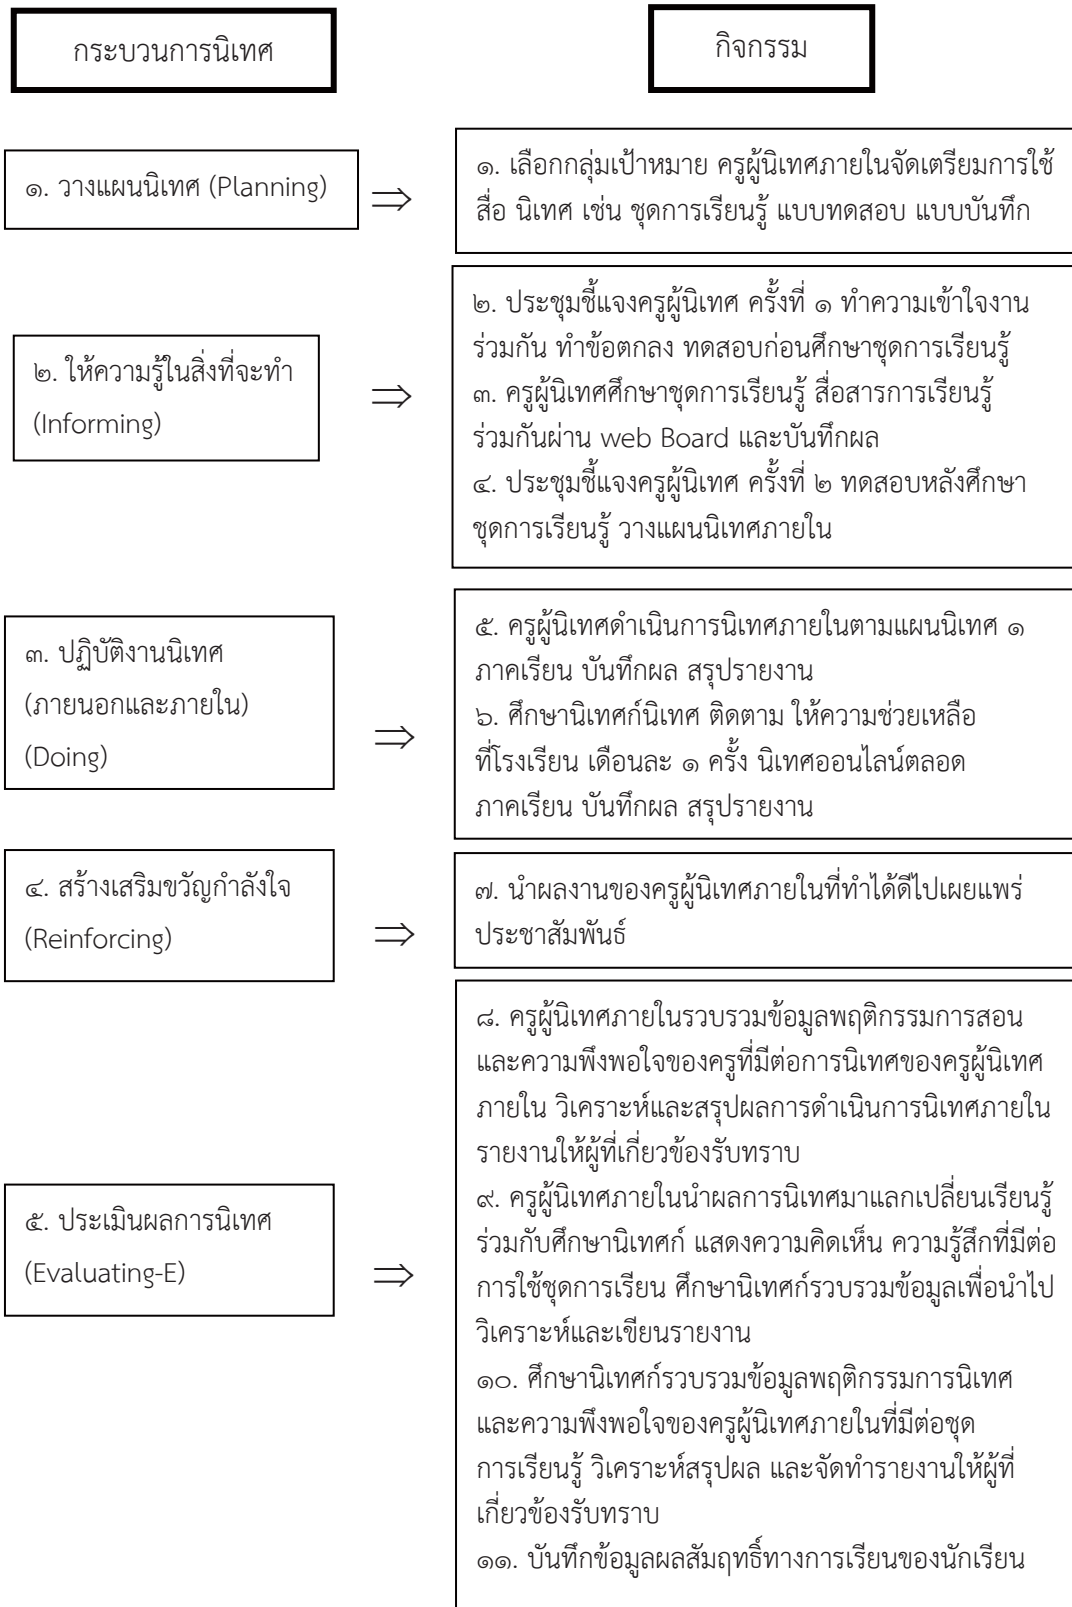 กระบวนการนิเทศ
กิจกรรม
๑. วางแผนนิเทศ (Planning)
⇒
๑. เลือกกลุ่มเป้าหมาย ครูผู้นิเทศภายในจัดเตรียมการใช้
สื่อ นิเทศ เช่น ชุดการเรียนรู้ แบบทดสอบ แบบบันทึก
๒. ให้ความรู้ในสิ่งที่จะทำ
(Informing)
⇒
๒. ประชุมชี้แจงครูผู้นิเทศ ครั้งที่ ๑ ทำความเข้าใจงาน
ร่วมกัน ทำข้อตกลง ทดสอบก่อนศึกษาชุดการเรียนรู้
๓. ครูผู้นิเทศศึกษาชุดการเรียนรู้ สื่อสารการเรียนรู้
ร่วมกันผ่าน web Board และบันทึกผล
๔. ประชุมชี้แจงครูผู้นิเทศ ครั้งที่ ๒ ทดสอบหลังศึกษา
ชุดการเรียนรู้ วางแผนนิเทศภายใน
๓. ปฏิบัติงานนิเทศ
(ภายนอกและภายใน)
(Doing)
⇒
๕. ครูผู้นิเทศดำเนินการนิเทศภายในตามแผนนิเทศ ๑
ภาคเรียน บันทึกผล สรุปรายงาน
๖. ศึกษานิเทศก์นิเทศ ติดตาม ให้ความช่วยเหลือ
ที่โรงเรียน เดือนละ ๑ ครั้ง นิเทศออนไลน์ตลอด
ภาคเรียน บันทึกผล สรุปรายงาน
๔. สร้างเสริมขวัญกำลังใจ
(Reinforcing)
⇒
๗. นำผลงานของครูผู้นิเทศภายในที่ทำได้ดีไปเผยแพร่
ประชาสัมพันธ์
๕. ประเมินผลการนิเทศ
(Evaluating-E)
⇒
๘. ครูผู้นิเทศภายในรวบรวมข้อมูลพฤติกรรมการสอน
และความพึงพอใจของครูที่มีต่อการนิเทศของครูผู้นิเทศ
ภายใน วิเคราะห์และสรุปผลการดำเนินการนิเทศภายใน
รายงานให้ผู้ที่เกี่ยวข้องรับทราบ
๙. ครูผู้นิเทศภายในนำผลการนิเทศมาแลกเปลี่ยนเรียนรู้
ร่วมกับศึกษานิเทศก์ แสดงความคิดเห็น ความรู้สึกที่มีต่อ
การใช้ชุดการเรียน ศึกษานิเทศก์รวบรวมข้อมูลเพื่อนำไป
วิเคราะห์และเขียนรายงาน
๑๐. ศึกษานิเทศก์รวบรวมข้อมูลพฤติกรรมการนิเทศ
และความพึงพอใจของครูผู้นิเทศภายในที่มีต่อชุด
การเรียนรู้ วิเคราะห์สรุปผล และจัดทำรายงานให้ผู้ที่
เกี่ยวข้องรับทราบ
๑๑. บันทึกข้อมูลผลสัมฤทธิ์ทางการเรียนของนักเรียน